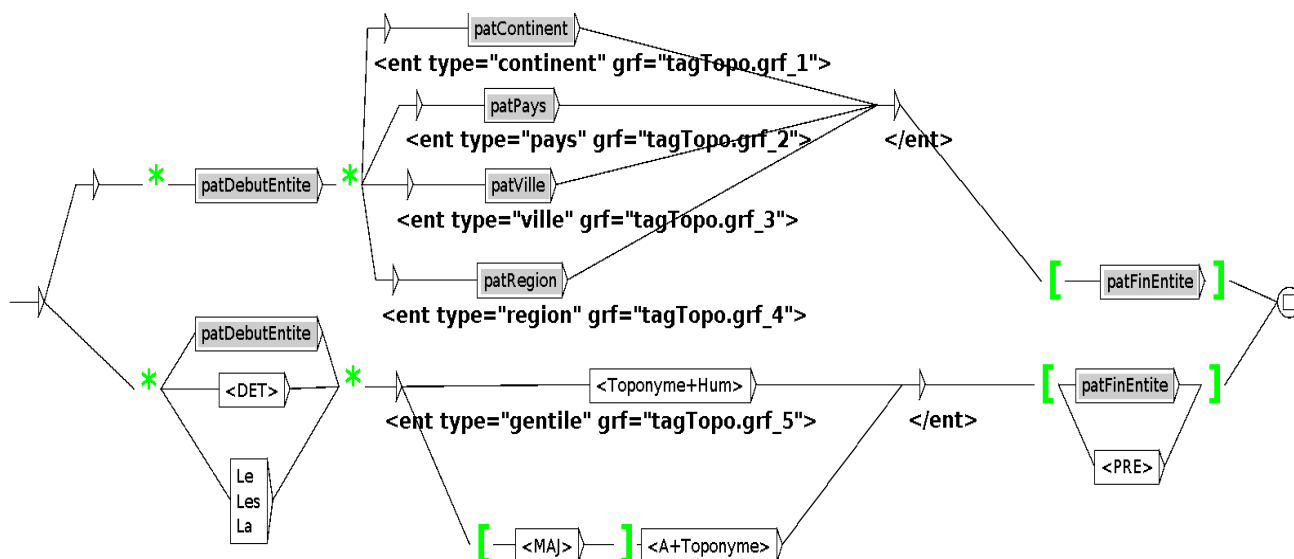 patContinent
<ent type="continent" grf="tagTopo.grf_1">
patPays
<ent type="pays" grf="tagTopo.grf_2">
</ent>
* patDebutEntite *
patVille
<ent type="ville" grf="tagTopo.grf_3">
patRegion
<ent type="region" grf="tagTopo.grf_4">
[ patFinEntite ]
patDebutEntite
* <DET> *
Le
Les
La
<Toponyme+Hum>
<ent type="gentile" grf="tagTopo.grf_5">
</ent>
[ <MAJ> ] <A+Toponyme>
[ patFinEntite ]
<PRE>